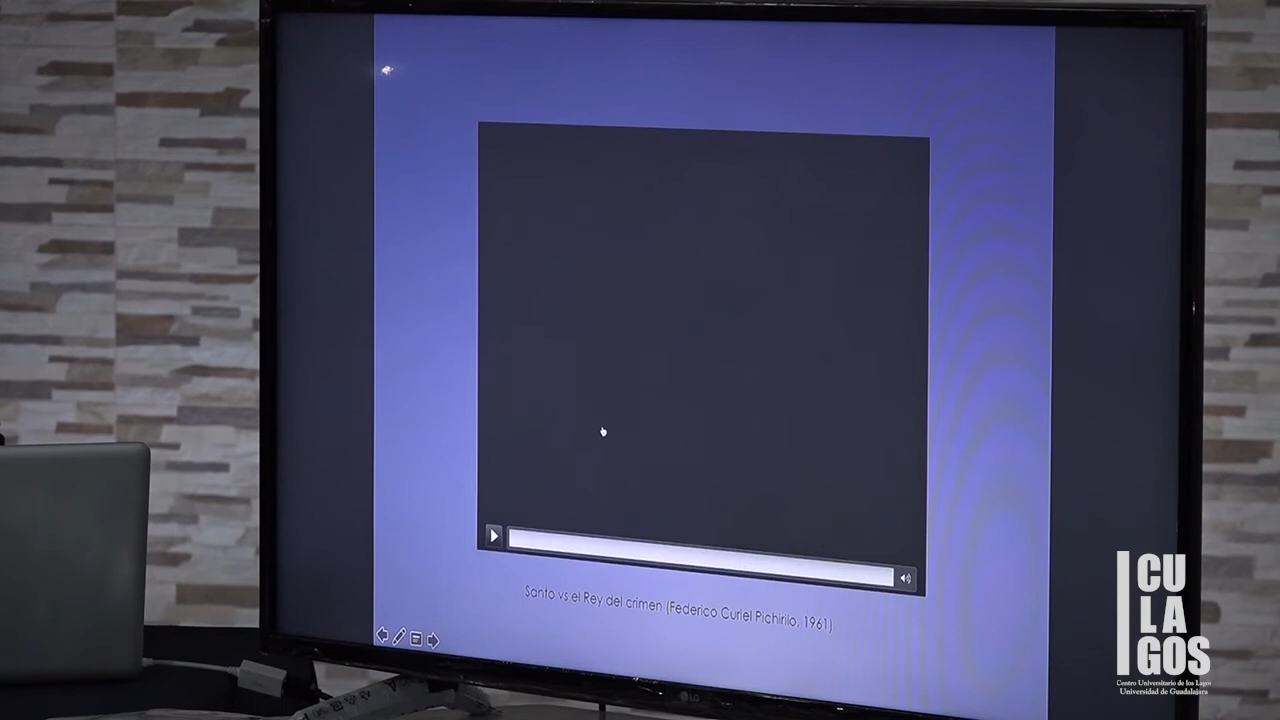 Santo vs el Rey del crimen (Federico Curiel Pichirilo, 1961)
LG
CU
LA
GOS
Centro Universitario de los Lagos
Universidad de Guadalajara